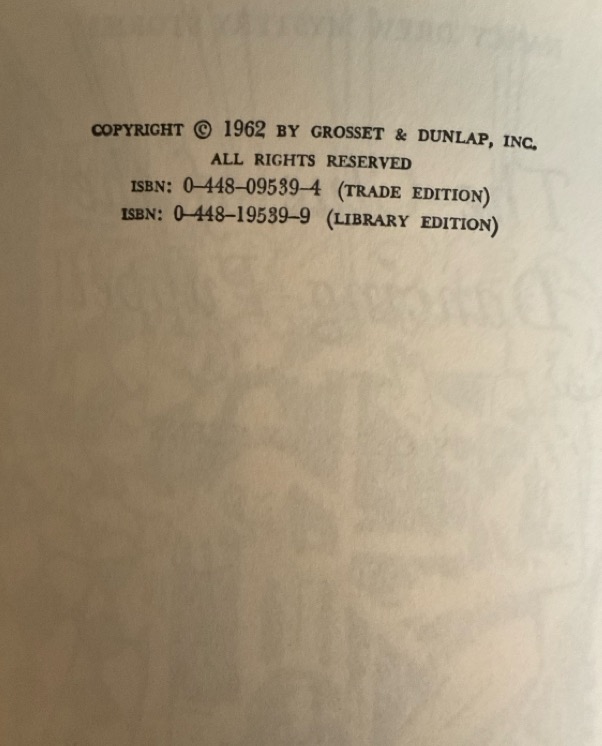 COPYRIGHT © 1962 BY GROSSET & DUNLAP, INC.
ALL RIGHTS RESERVED
ISBN: 0-448-09539-4 (TRADE EDITION)
ISBN: 0-448-19539-9 (LIBRARY EDITION)